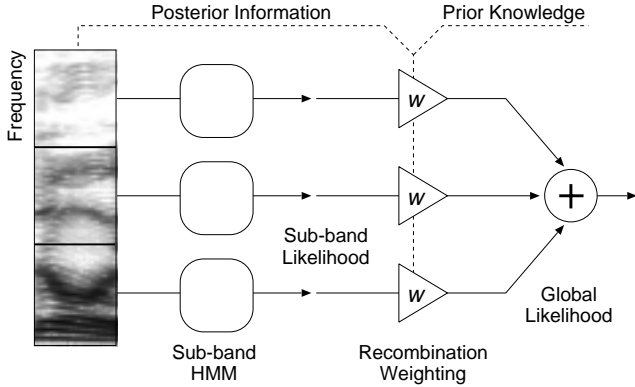 Posterior Information
Prior Knowledge
Frequency
w
w
+
Sub-band
Likelihood
w
Global
Likelihood
Sub-band
HMM
Recombination
Weighting